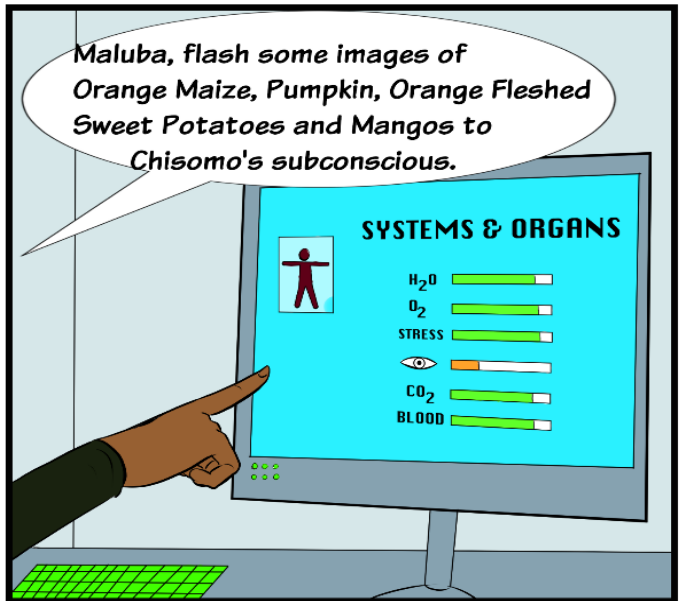 Maluba, flash some images of
Orange Maize, Pumpkin, Orange Fleshed
Sweet Potatoes and Mangos to
Chisomo's subconscious.
SYSTEMS & ORGANS
H₂O
O₂
STRESS
CO₂
BLOOD